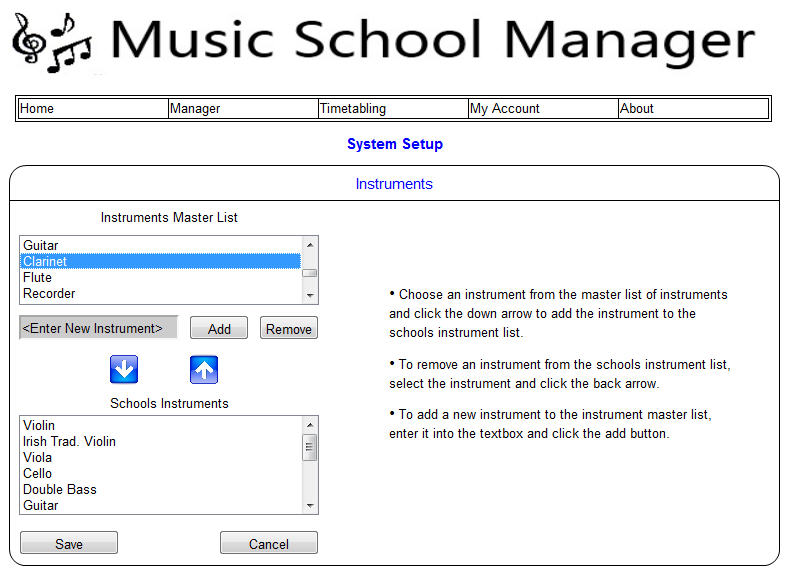 Music School Manager
Home Manager Timetabling My Account About
System Setup
Instruments
Instruments Master List
Guitar
Clarinet
Flute
Recorder
<Enter New Instrument> Add Remove
Schools Instruments
Violin
Irish Trad. Violin
Viola
Cello
Double Bass
Guitar
Save Cancel
• Choose an instrument from the master list of instruments
and click the down arrow to add the instrument to the
schools instrument list.
• To remove an instrument from the schools instrument list,
select the instrument and click the back arrow.
• To add a new instrument to the instrument master list,
enter it into the textbox and click the add button.